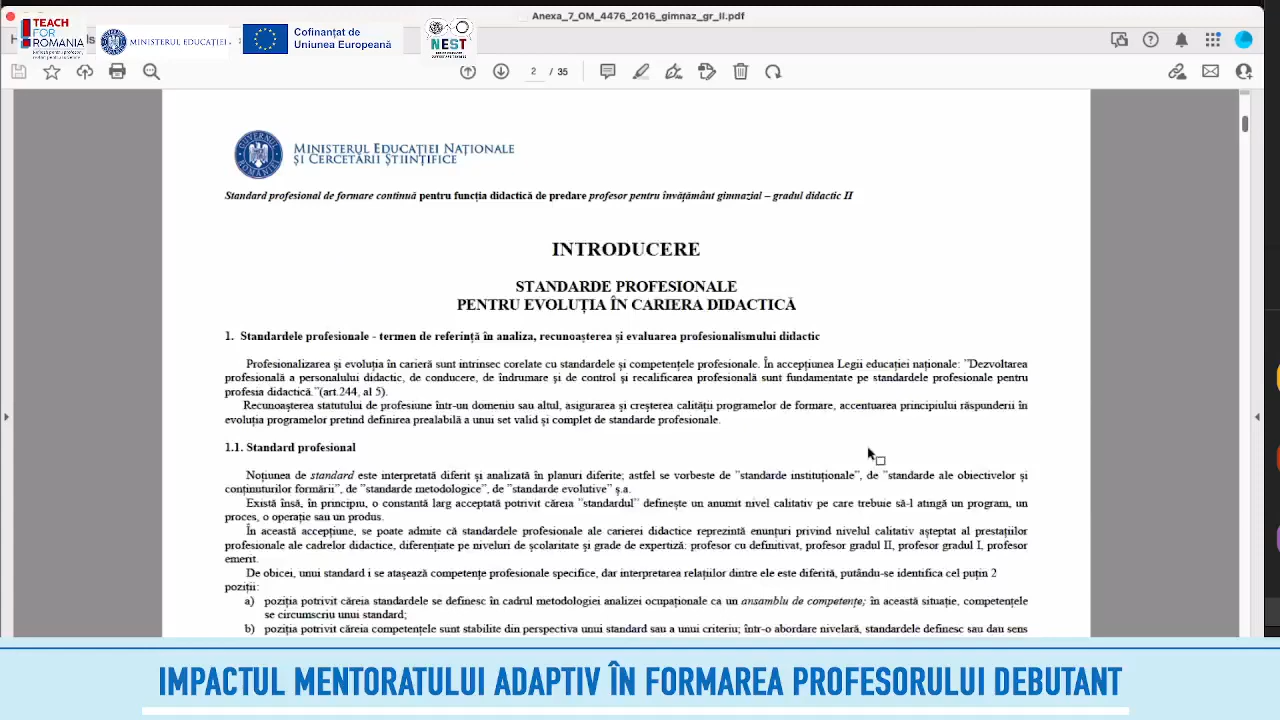 Anexa_7_OM_4476_2016_gimnaz_gr_II.pdf
TEACH
FOR
ROMANIA
MINISTERUL EDUCAȚIEI
Cofinanțat de
Uniunea Europeană
NEST
2 / 35
MINISTERUL EDUCAȚIEI NAȚIONALE
ȘI CERCETĂRII ȘTIINȚIFICE
Standard profesional de formare continuă pentru funcția didactică de predare profesor pentru învățământ gimnazial – gradul didactic II
INTRODUCERE
STANDARDE PROFESIONALE
PENTRU EVOLUȚIA ÎN CARIERA DIDACTICĂ
1. Standardele profesionale - termen de referință în analiza, recunoașterea și evaluarea profesionalismului didactic
Profesionalizarea și evoluția în carieră sunt intrinsec corelate cu standardele și competențele profesionale. În accepțiunea Legii educației naționale: "Dezvoltarea
profesională a personalului didactic, de conducere, de îndrumare și de control și recalificarea profesională sunt fundamentate pe standardele profesionale pentru
profesia didactică."(art.244, al 5).
Recunoașterea statutului de profesiune într-un domeniu sau altul, asigurarea și creșterea calității programelor de formare, accentuarea principiului răspunderii în
evoluția programelor pretind definirea prealabilă a unui set valid și complet de standarde profesionale.
1.1. Standard profesional
Noțiunea de standard este interpretată diferit și analizată în planuri diferite; astfel se vorbește de "standarde instituționale", de "standarde ale obiectivelor și
conținuturilor formării", de "standarde metodologice", de "standarde evolutive" ș.a.
Există însă, în principiu, o constantă larg acceptată potrivit căreia "standardul" definește un anumit nivel calitativ pe care trebuie să-l atingă un program, un
proces, o operație sau un produs.
În această accepțiune, se poate admite că standardele profesionale ale carierei didactice reprezintă enunțuri privind nivelul calitativ așteptat al prestațiilor
profesionale ale cadrelor didactice, diferențiate pe niveluri de școlaritate și grade de expertiză: profesor cu definitivat, profesor gradul II, profesor gradul I, profesor
emerit.
De obicei, unui standard i se atașează competențe profesionale specifice, dar interpretarea relațiilor dintre ele este diferită, putându-se identifica cel puțin 2
poziții:
a) poziția potrivit căreia standardele se definesc în cadrul metodologiei analizei ocupaționale ca un ansamblu de competențe; în această situație, competențele
se circumscriu unui standard;
b) poziția potrivit căreia competențele sunt stabilite din perspectiva unui standard sau a unui criteriu; într-o abordare nivelară, standardele definesc sau dau sens
IMPACTUL MENTORATULUI ADAPTIV ÎN FORMAREA PROFESORULUI DEBUTANT